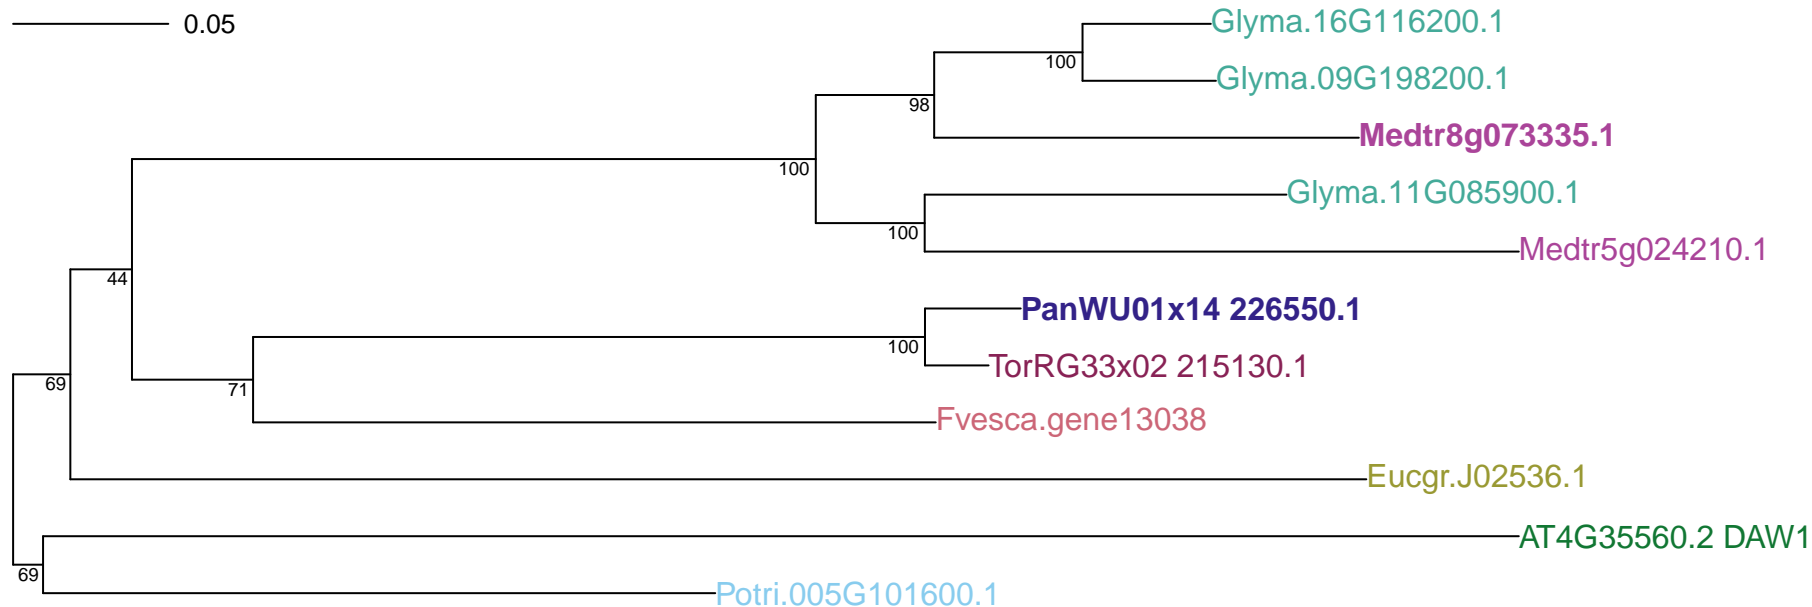 0.05
Glyma.16G116200.1
100
Glyma.09G198200.1
98
Medtr8g073335.1
100
Glyma.11G085900.1
100
Medtr5g024210.1
44
PanWU01x14 226550.1
100
TorRG33x02 215130.1
69
71
Fvesca.gene13038
Eucgr.J02536.1
AT4G35560.2 DAW1
69
Potri.005G101600.1